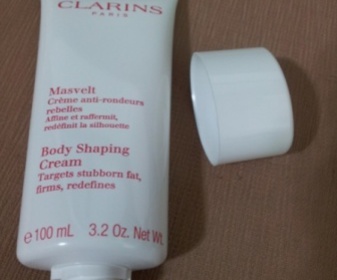 CLARINS
PARIS
Masvelt
Crème anti-rondeurs
rebelles
Affine et raffermit,
redéfinit la silhouette
Body Shaping
Cream
Targets stubborn fat,
firms, redefines
e 100 mL 3.2 Oz. Net Wt.